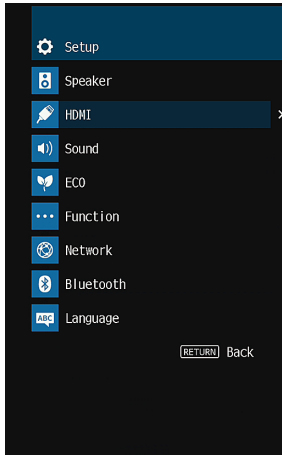 Setup
Speaker
HDMI
Sound
ECO
Function
Network
Bluetooth
ABC Language
RETURN Back